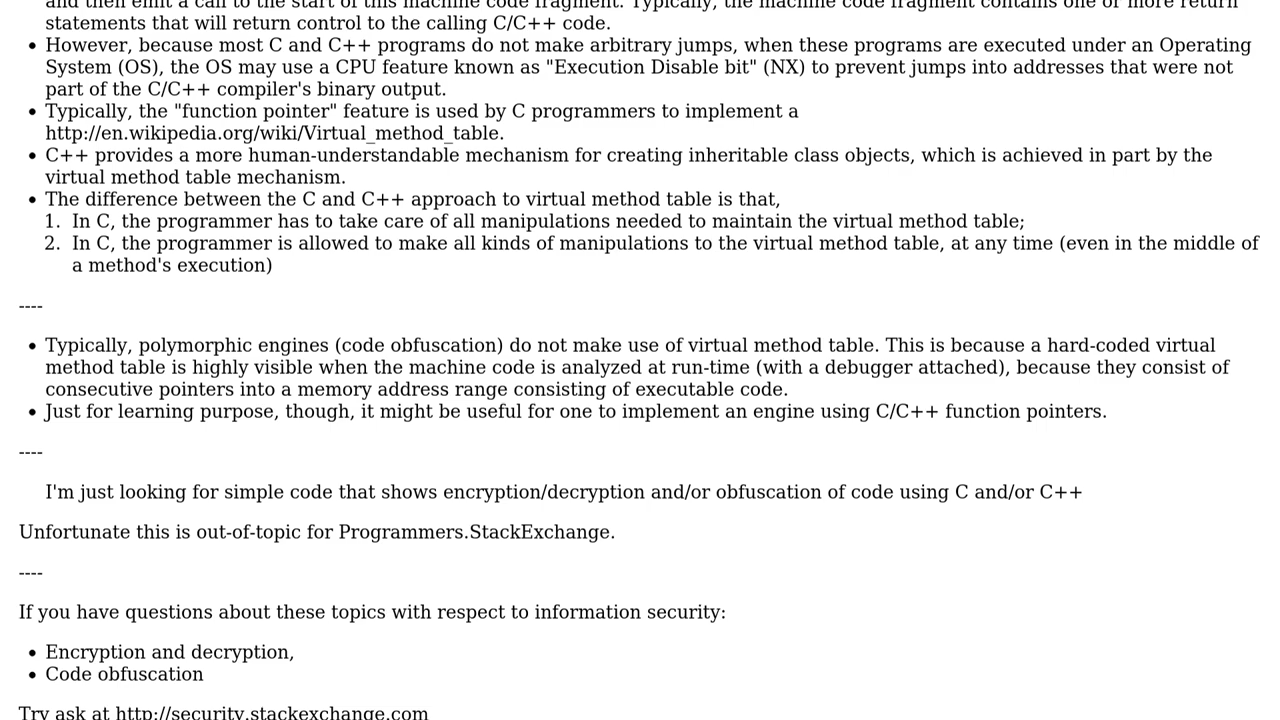 and then emit a call to the start of this machine code fragment. Typically, the machine code fragment contains one or more return
statements that will return control to the calling C/C++ code.
• However, because most C and C++ programs do not make arbitrary jumps, when these programs are executed under an Operating
System (OS), the OS may use a CPU feature known as "Execution Disable bit" (NX) to prevent jumps into addresses that were not
part of the C/C++ compiler's binary output.
• Typically, the "function pointer" feature is used by C programmers to implement a
http://en.wikipedia.org/wiki/Virtual_method_table.
• C++ provides a more human-understandable mechanism for creating inheritable class objects, which is achieved in part by the
virtual method table mechanism.
• The difference between the C and C++ approach to virtual method table is that,
1. In C, the programmer has to take care of all manipulations needed to maintain the virtual method table;
2. In C, the programmer is allowed to make all kinds of manipulations to the virtual method table, at any time (even in the middle of
a method's execution)
----
• Typically, polymorphic engines (code obfuscation) do not make use of virtual method table. This is because a hard-coded virtual
method table is highly visible when the machine code is analyzed at run-time (with a debugger attached), because they consist of
consecutive pointers into a memory address range consisting of executable code.
• Just for learning purpose, though, it might be useful for one to implement an engine using C/C++ function pointers.
----
I'm just looking for simple code that shows encryption/decryption and/or obfuscation of code using C and/or C++
Unfortunate this is out-of-topic for Programmers.StackExchange.
----
If you have questions about these topics with respect to information security:
• Encryption and decryption,
• Code obfuscation
Try ask at http://security.stackexchange.com